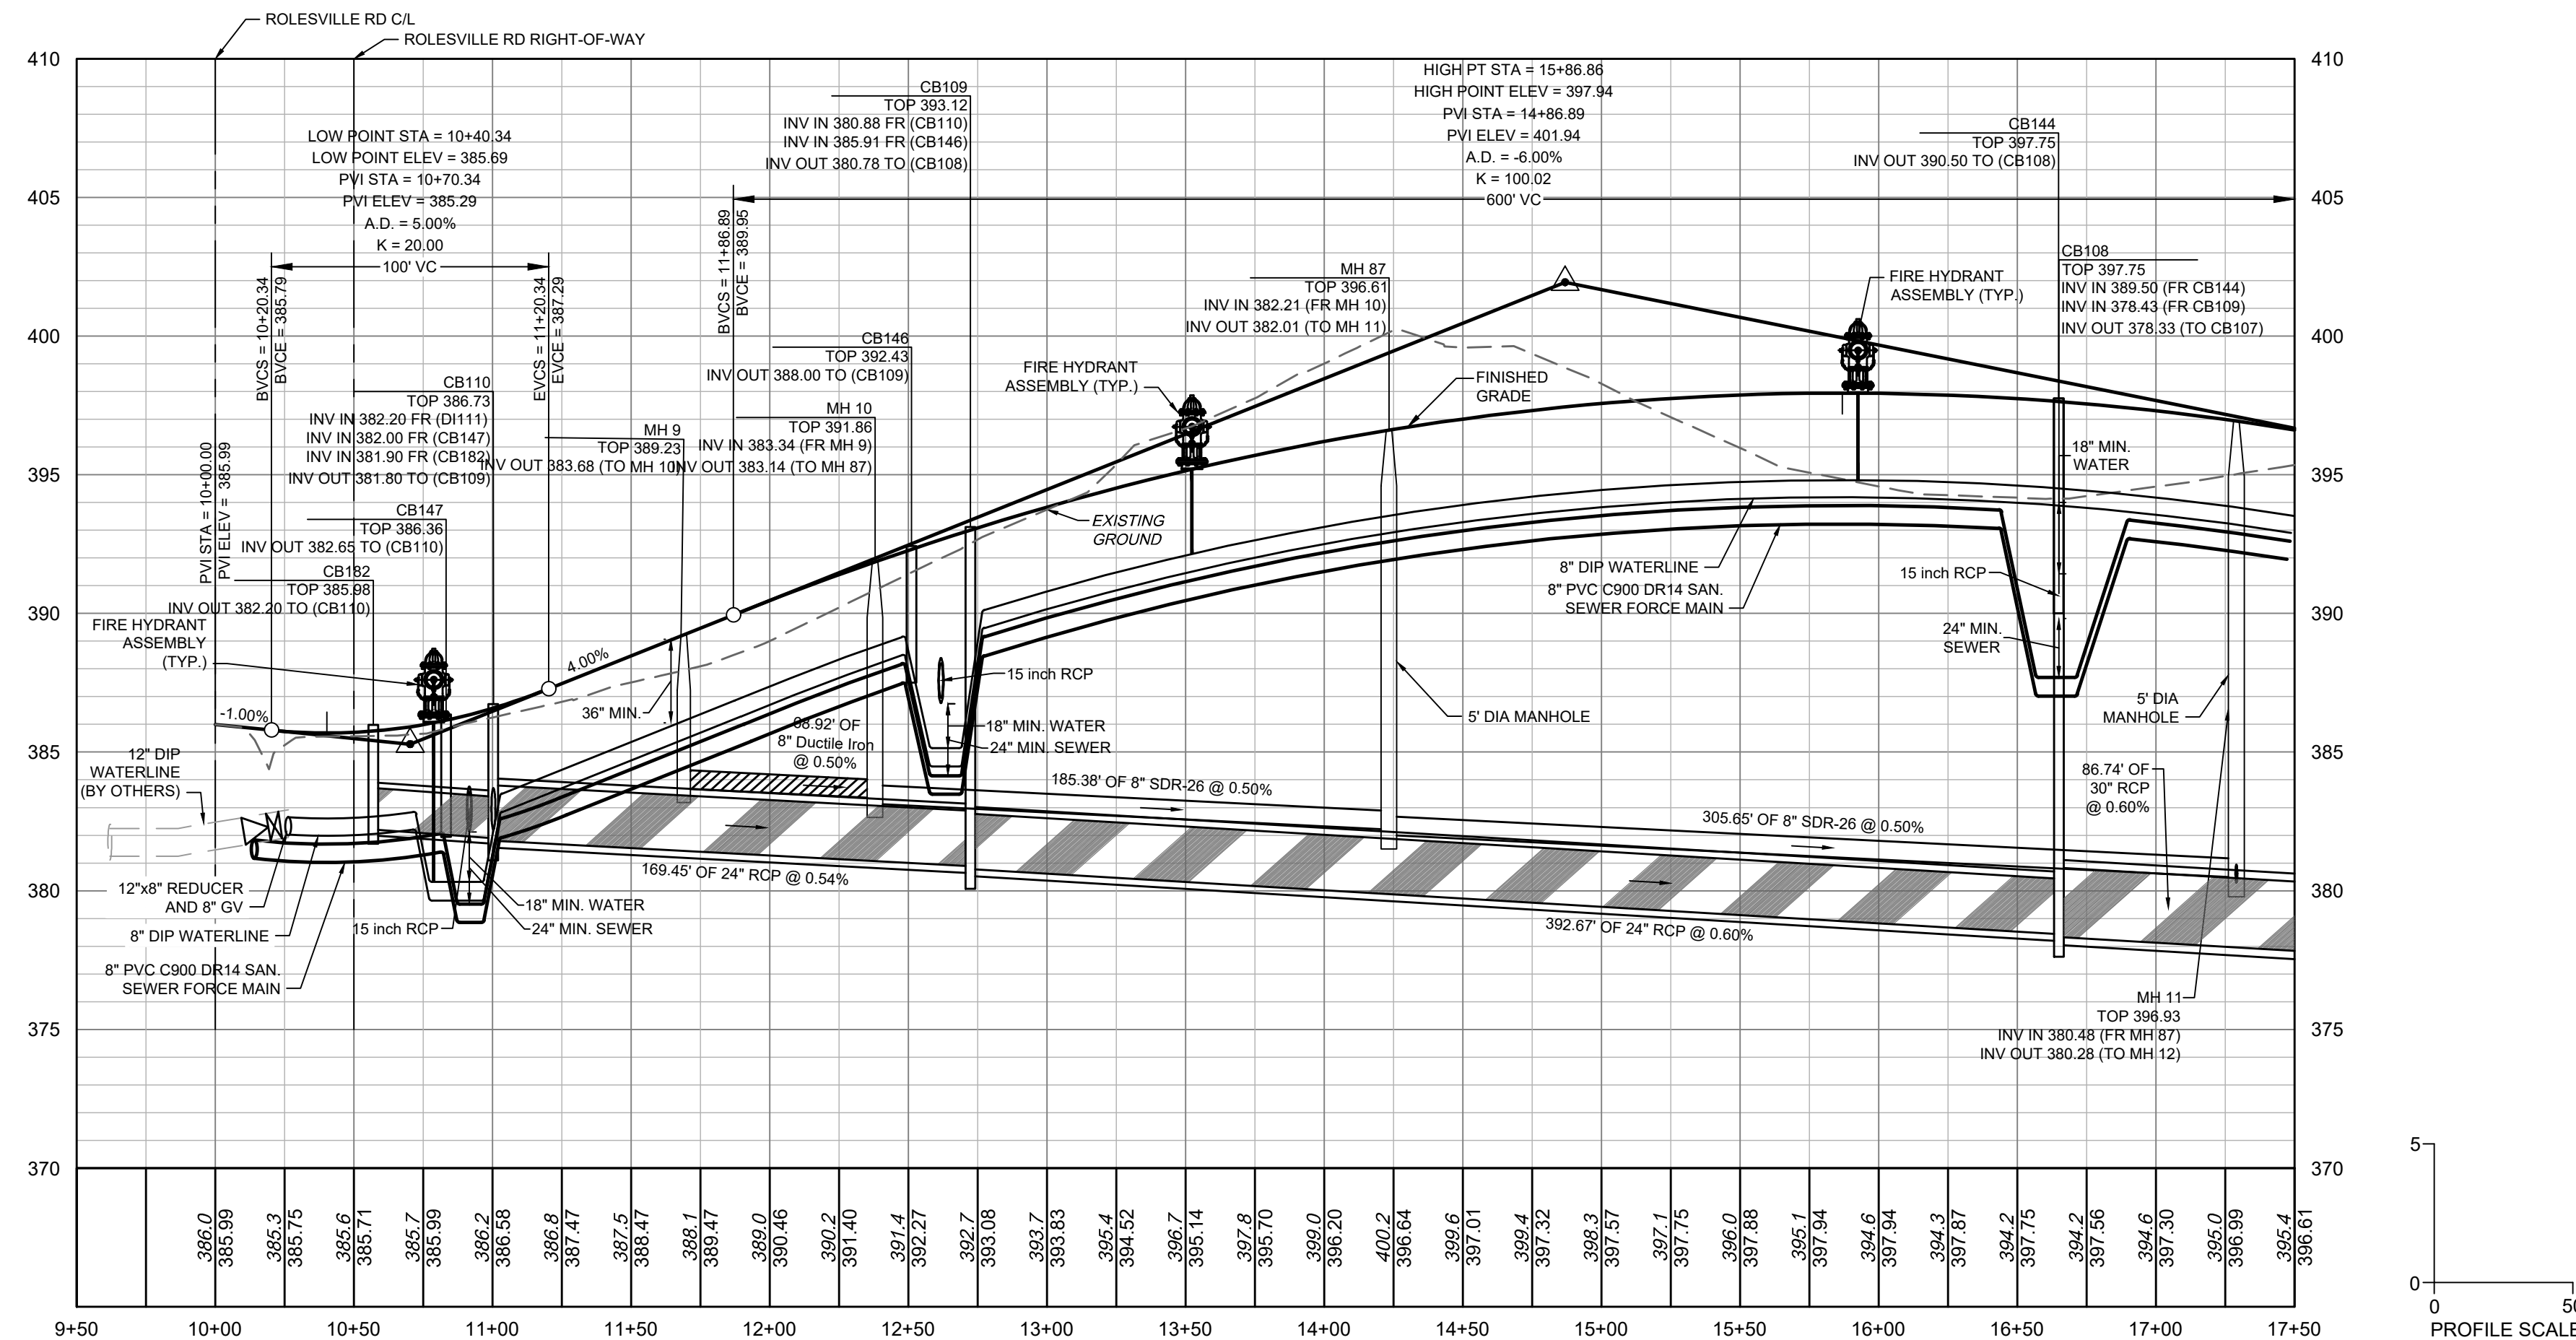 ROLESVILLE RD C/L
ROLESVILLE RD RIGHT-OF-WAY
410
405
400
395
390
385
380
375
370
410
405
400
395
390
385
380
375
370
LOW POINT STA = 10+40.34
LOW POINT ELEV = 385.69
PVI STA = 10+70.34
PVI ELEV = 385.29
A.D. = 5.00%
K = 20.00
100' VC
BVCS = 10+20.34
BVCE = 385.79
EVCS = 11+20.34
EVCE = 387.29
PVI STA = 10+00.00
PVI ELEV = 385.99
CB109
TOP 393.12
INV IN 380.88 FR (CB110)
INV IN 385.91 FR (CB146)
INV OUT 380.78 TO (CB108)
HIGH PT STA = 15+86.86
HIGH POINT ELEV = 397.94
PVI STA = 14+86.89
PVI ELEV = 401.94
A.D. = -6.00%
K = 100.02
600' VC
BVCS = 11+86.89
BVCE = 389.95
CB144
TOP 397.75
INV OUT 390.50 TO (CB108)
CB108
TOP 397.75
INV IN 389.50 (FR CB144)
INV IN 378.43 (FR CB109)
INV OUT 378.33 (TO CB107)
MH 87
TOP 396.61
INV IN 382.21 (FR MH 10)
INV OUT 382.01 (TO MH 11)
FIRE HYDRANT
ASSEMBLY (TYP.)
CB146
TOP 392.43
INV OUT 388.00 TO (CB109)
MH 10
TOP 391.86
INV IN 383.34 (FR MH 9)
INV OUT 383.14 (TO MH 87)
MH 9
TOP 389.23
INV OUT 383.68 (TO MH 10)
CB110
TOP 386.73
INV IN 382.20 FR (DI111)
INV IN 382.00 FR (CB147)
INV IN 381.90 FR (CB182)
INV OUT 381.80 TO (CB109)
CB147
TOP 386.36
INV OUT 382.65 TO (CB110)
CB182
TOP 385.98
INV OUT 382.20 TO (CB110)
FIRE HYDRANT
ASSEMBLY
(TYP.)
FIRE HYDRANT
ASSEMBLY (TYP.)
FINISHED
GRADE
EXISTING
GROUND
18" MIN.
WATER
15 inch RCP
24" MIN.
SEWER
8" DIP WATERLINE
8" PVC C900 DR14 SAN.
SEWER FORCE MAIN
4.00%
-1.00%
36" MIN.
15 inch RCP
18" MIN. WATER
24" MIN. SEWER
5' DIA MANHOLE
5' DIA
MANHOLE
12" DIP
WATERLINE
(BY OTHERS)
68.92' OF
8" Ductile Iron
@ 0.50%
185.38' OF 8" SDR-26 @ 0.50%
305.65' OF 8" SDR-26 @ 0.50%
86.74' OF
30" RCP
@ 0.60%
169.45' OF 24" RCP @ 0.54%
392.67' OF 24" RCP @ 0.60%
12"x8" REDUCER
AND 8" GV
8" DIP WATERLINE
8" PVC C900 DR14 SAN.
SEWER FORCE MAIN
15 inch RCP
18" MIN. WATER
24" MIN. SEWER
MH 11
TOP 396.93
INV IN 380.48 (FR MH 87)
INV OUT 380.28 (TO MH 12)
386.0 385.99
385.3 385.75
385.6 385.71
385.7 385.99
386.2 386.58
386.8 387.47
387.5 388.47
388.1 389.47
389.0 390.46
390.2 391.40
391.4 392.27
392.7 393.08
393.7 393.83
395.4 394.52
396.7 395.14
397.8 395.70
399.0 396.20
400.2 396.64
399.6 397.01
399.4 397.32
398.3 397.57
397.1 397.75
396.0 397.88
395.1 397.94
394.6 397.94
394.3 397.87
394.2 397.75
394.2 397.56
394.6 397.30
395.0 396.99
395.4 396.61
9+50 10+00 10+50 11+00 11+50 12+00 12+50 13+00 13+50 14+00 14+50 15+00 15+50 16+00 16+50 17+00 17+50
5
0
0
PROFILE SCALE